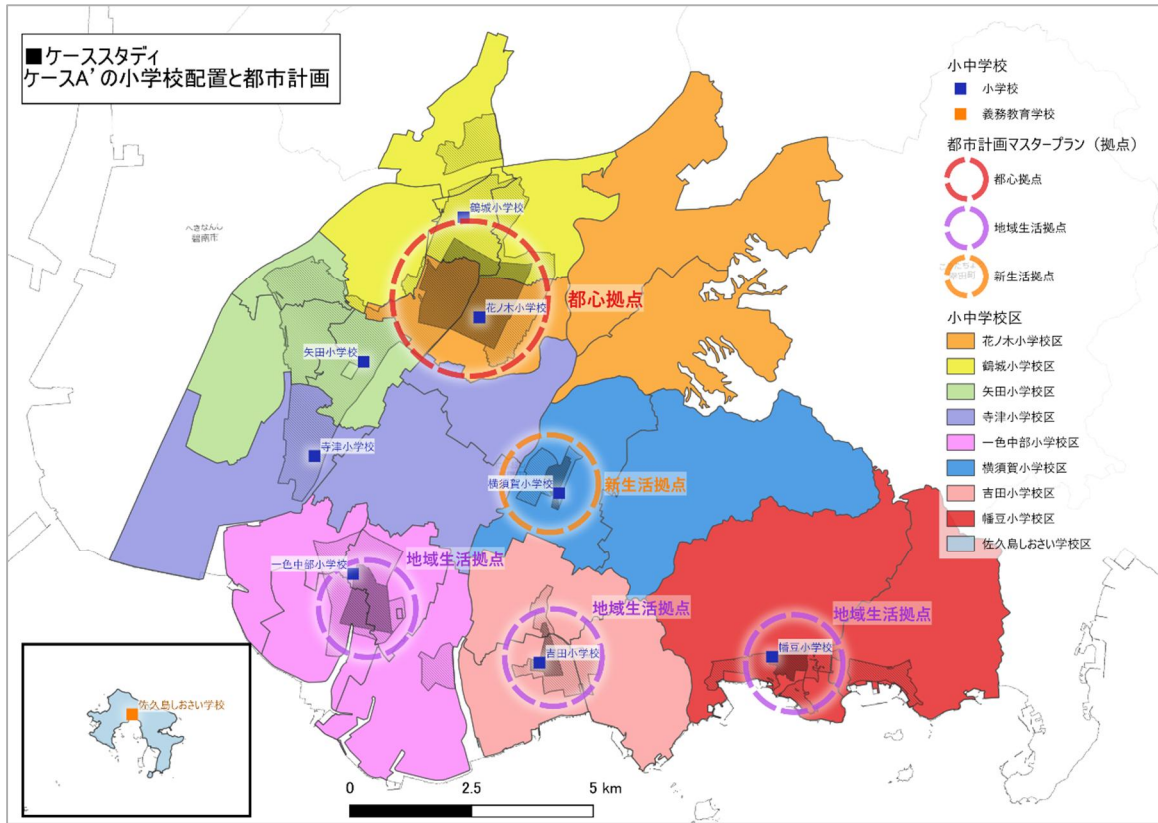 ■ケーススタディ
ケースA’の小学校配置と都市計画
小中学校
小学校
義務教育学校
都市計画マスタープラン（拠点）
都心拠点
地域生活拠点
新生活拠点
小中学校区
花ノ木小学校区
鶴城小学校区
矢田小学校区
寺津小学校区
一色中部小学校区
横須賀小学校区
吉田小学校区
幡豆小学校区
佐久島しおさい学校区
へきなんし
碧南市
鶴城小学校
都心拠点
花ノ木小学校
矢田小学校
寺津小学校
横須賀小学校
新生活拠点
一色中部小学校
地域生活拠点
地域生活拠点
吉田小学校
地域生活拠点
幡豆小学校
佐久島しおさい学校
0 2.5 5 km